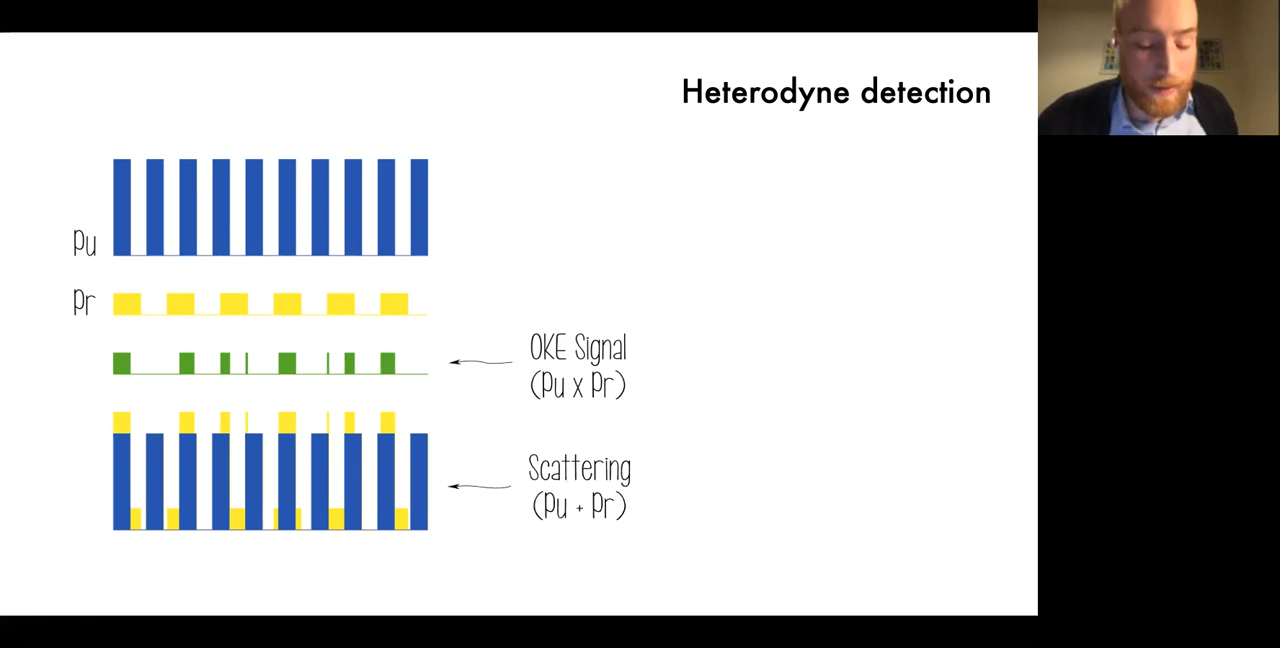 Heterodyne detection
Pu
Pr
OKE Signal
(Pu x Pr)
Scattering
(Pu + Pr)